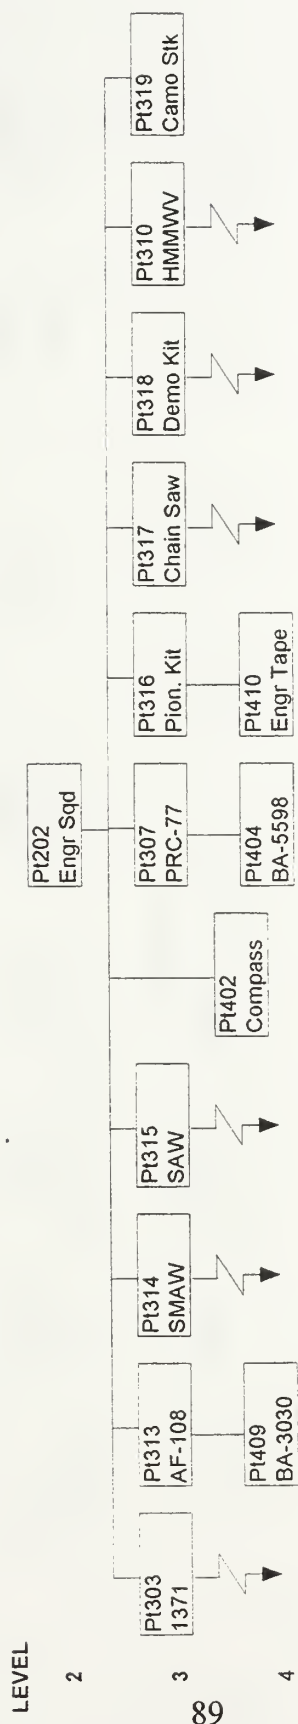 LEVEL
2
Pt202
Engr Sqd
3
Pt303
1371
Pt313
AF-108
Pt314
SMAW
Pt315
SAW
Pt307
PRC-77
Pt316
Pion. Kit
Pt317
Chain Saw
Pt318
Demo Kit
Pt310
HMMWV
Pt319
Camo Stk
4
Pt409
BA-3030
Pt402
Compass
Pt404
BA-5598
Pt410
Engr Tape
89